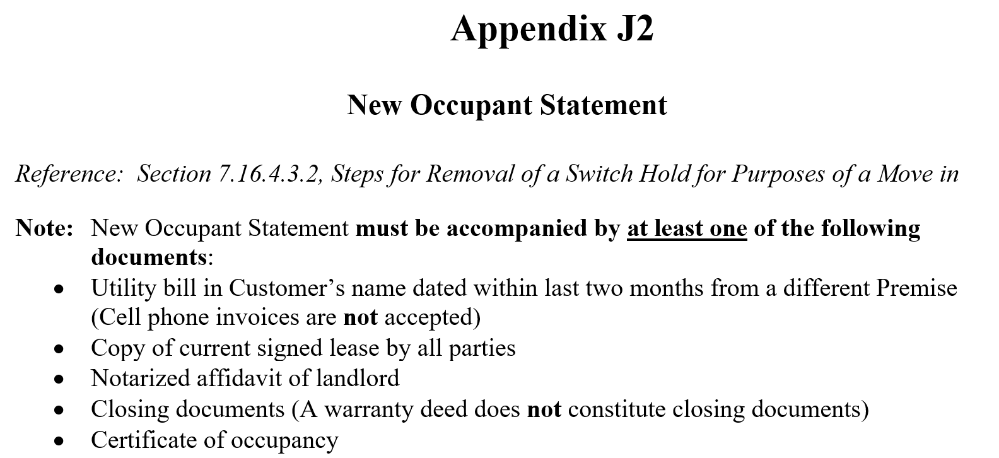 Appendix J2
New Occupant Statement
Reference:  Section 7.16.4.3.2, Steps for Removal of a Switch Hold for Purposes of a Move in
Note: New Occupant Statement must be accompanied by at least one of the following
documents:
• Utility bill in Customer’s name dated within last two months from a different Premise
(Cell phone invoices are not accepted)
• Copy of current signed lease by all parties
• Notarized affidavit of landlord
• Closing documents (A warranty deed does not constitute closing documents)
• Certificate of occupancy